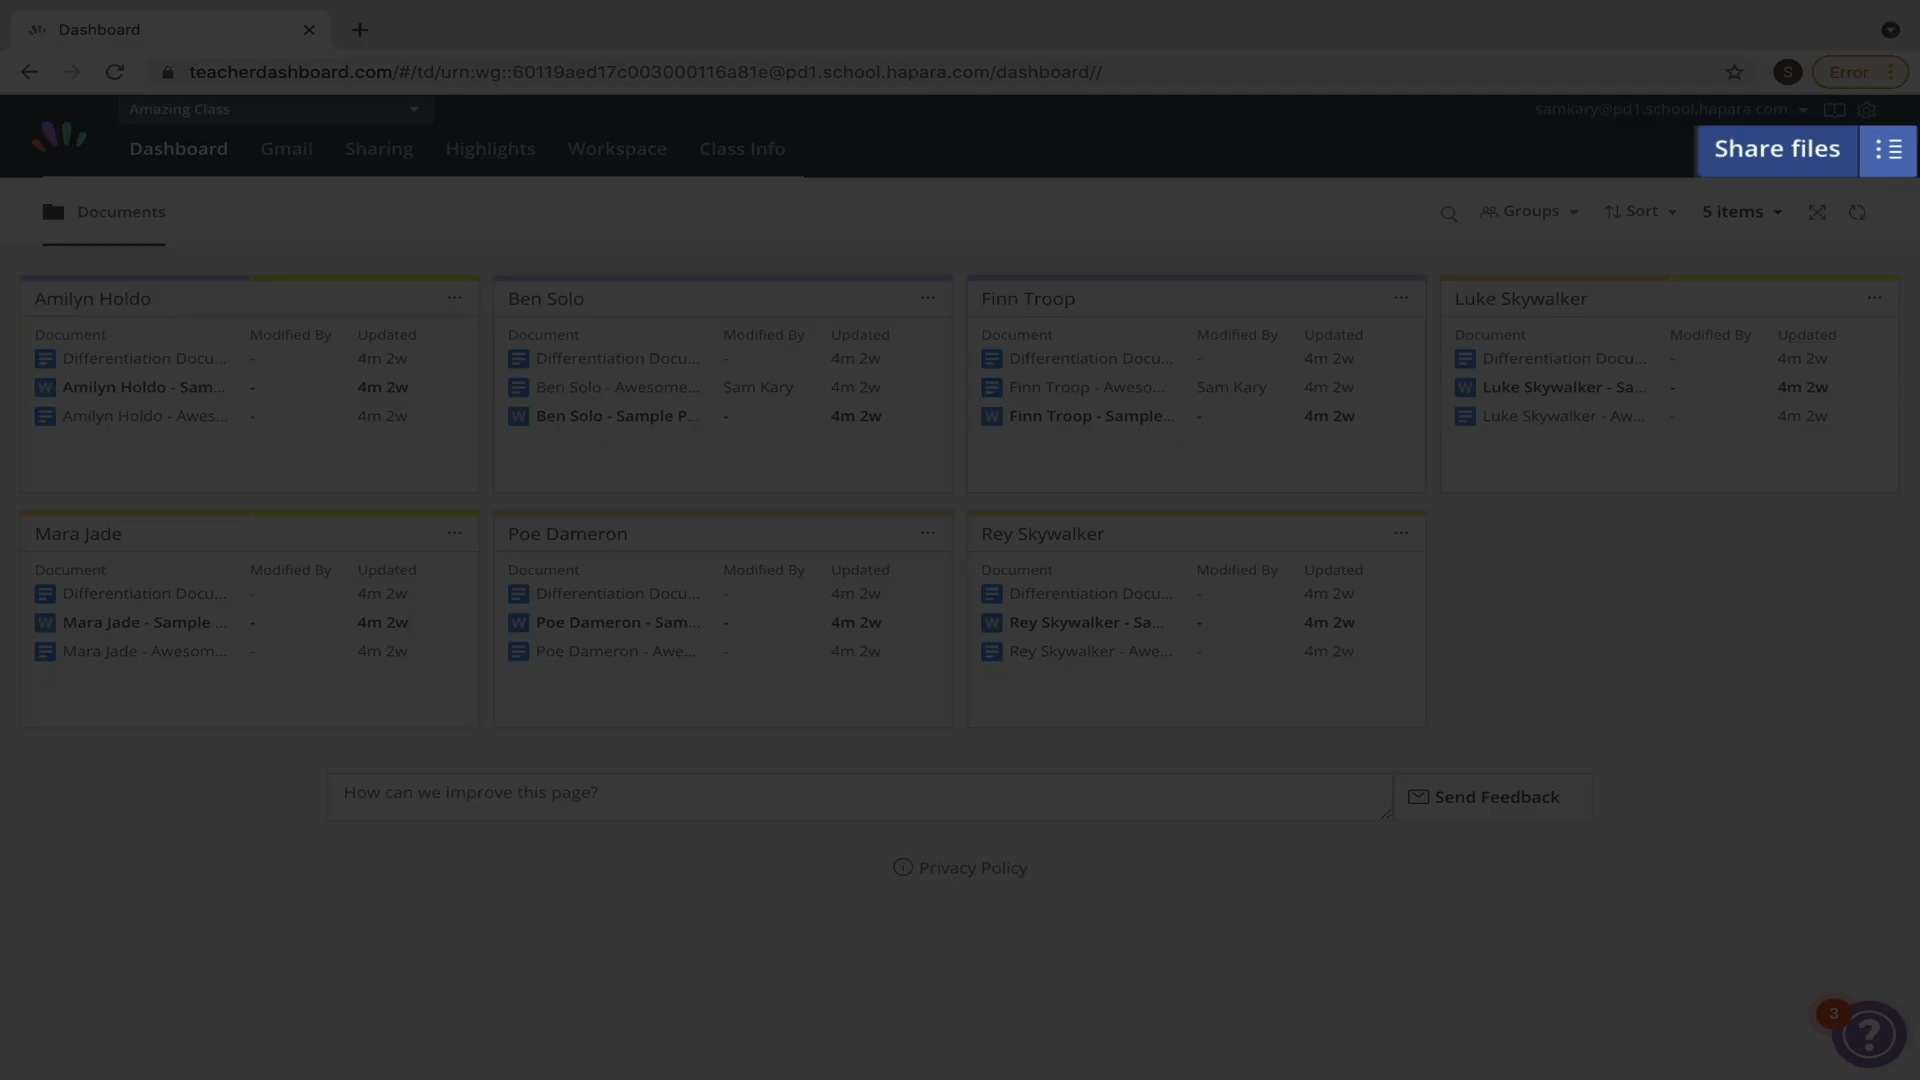 Dashboard
teacherdashboard.com/#/td/urn:wg::60119aed17c003000116a81e@pd1.school.hapara.com/dashboard//
S
Error
Amazing Class
samkary@pd1.school.hapara.com
Dashboard Gmail Sharing Highlights Workspace Class Info
Share files
Documents
Groups Sort 5 items
Amilyn Holdo
Document Modified By Updated
Differentiation Docu... - 4m 2w
W Amilyn Holdo - Sam... - 4m 2w
Amilyn Holdo - Awes... - 4m 2w
Ben Solo
Document Modified By Updated
Differentiation Docu... - 4m 2w
Ben Solo - Awesome... Sam Kary 4m 2w
W Ben Solo - Sample P... - 4m 2w
Finn Troop
Document Modified By Updated
Differentiation Docu... - 4m 2w
Finn Troop - Aweso... Sam Kary 4m 2w
W Finn Troop - Sample... - 4m 2w
Luke Skywalker
Document Modified By Updated
Differentiation Docu... - 4m 2w
W Luke Skywalker - Sa... - 4m 2w
Luke Skywalker - Aw... - 4m 2w
Mara Jade
Document Modified By Updated
Differentiation Docu... - 4m 2w
W Mara Jade - Sample ... - 4m 2w
Mara Jade - Awesom... - 4m 2w
Poe Dameron
Document Modified By Updated
Differentiation Docu... - 4m 2w
W Poe Dameron - Sam... - 4m 2w
Poe Dameron - Awe... - 4m 2w
Rey Skywalker
Document Modified By Updated
Differentiation Docu... - 4m 2w
W Rey Skywalker - Sa... - 4m 2w
Rey Skywalker - Awe... - 4m 2w
How can we improve this page?
Send Feedback
Privacy Policy
3
?